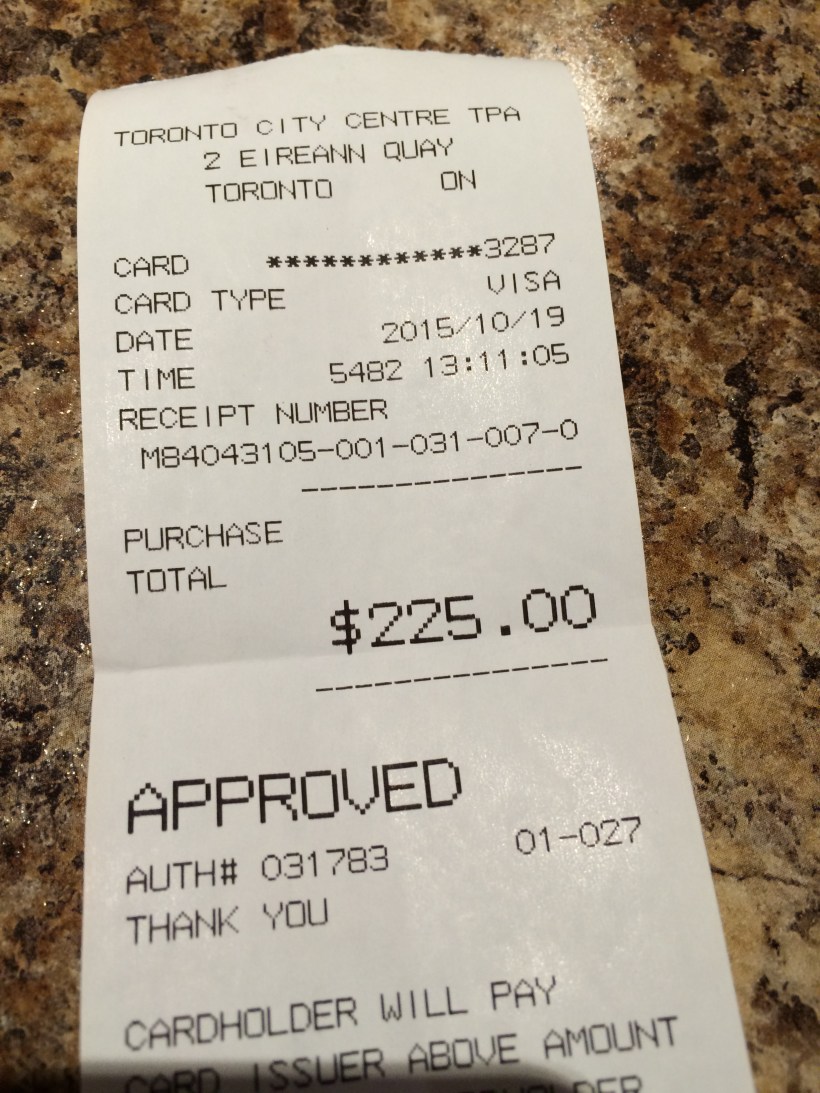 TORONTO CITY CENTRE TPA
2 EIREANN QUAY
TORONTO ON
CARD ************3287
CARD TYPE VISA
DATE 2015/10/19
TIME 5482 13:11:05
RECEIPT NUMBER
M84043105-001-031-007-0
---------------
PURCHASE
TOTAL
$225.00
---------------
APPROVED
AUTH# 031783 01-027
THANK YOU
CARDHOLDER WILL PAY
CARD ISSUER ABOVE AMOUNT